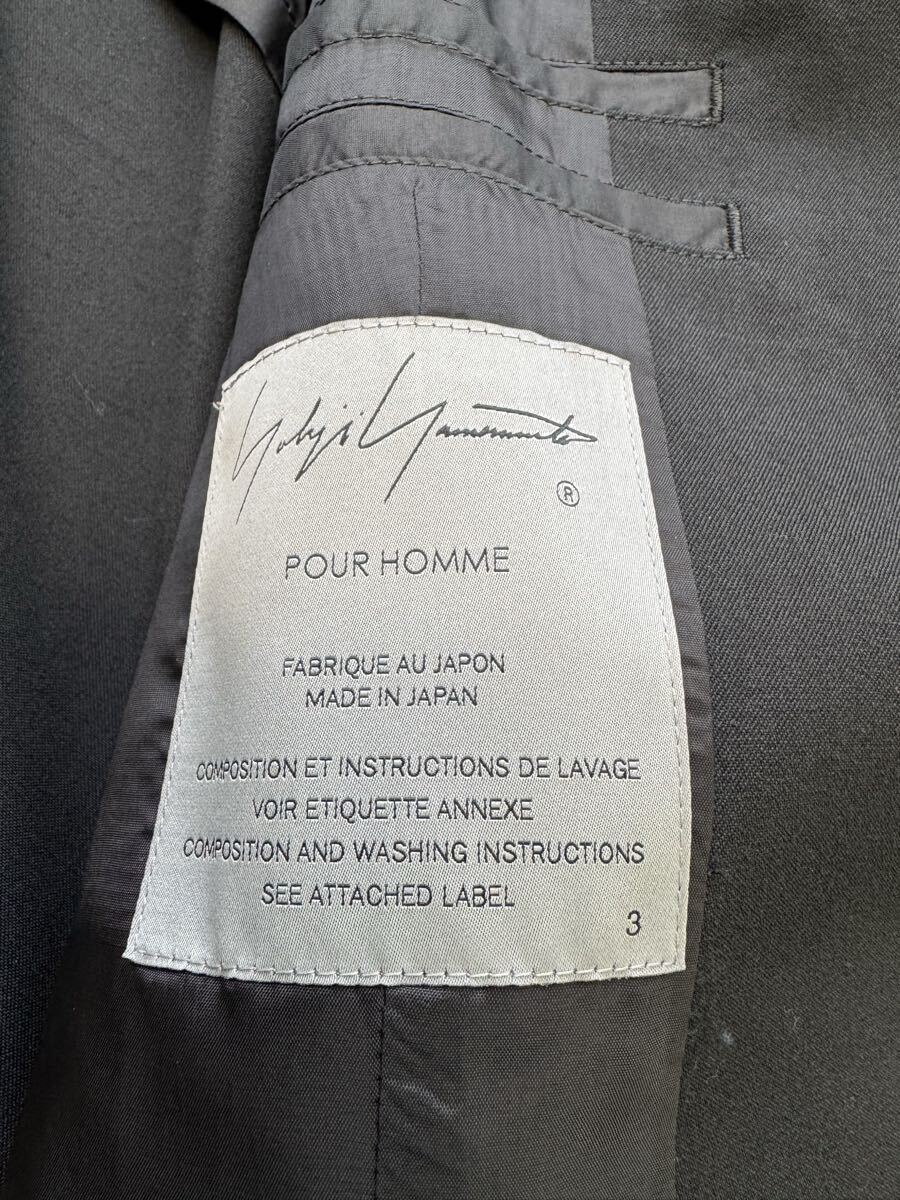 Yohji Yamamoto
®
POUR HOMME
FABRIQUE AU JAPON
MADE IN JAPAN
COMPOSITION ET INSTRUCTIONS DE LAVAGE
VOIR ETIQUETTE ANNEXE
COMPOSITION AND WASHING INSTRUCTIONS
SEE ATTACHED LABEL
3